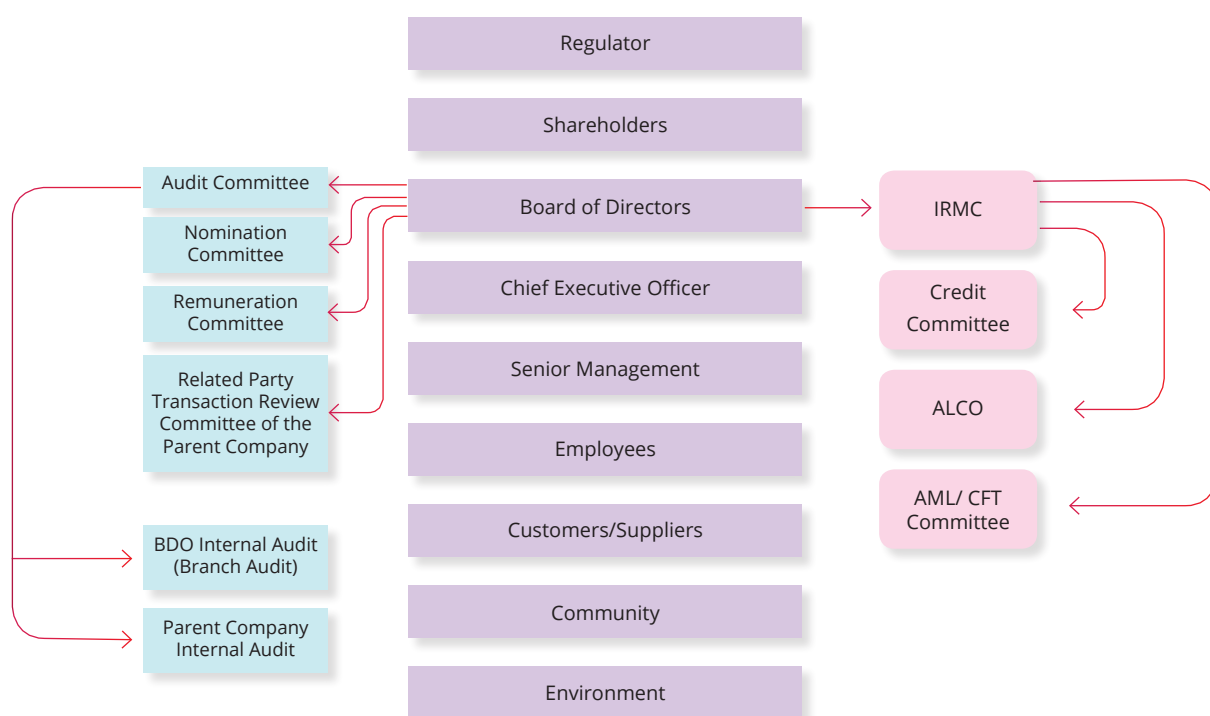 Regulator
Shareholders
Audit Committee
Nomination
Committee
Remuneration
Committee
Related Party
Transaction Review
Committee of the
Parent Company
BDO Internal Audit
(Branch Audit)
Parent Company
Internal Audit
Board of Directors
Chief Executive Officer
Senior Management
Employees
Customers/Suppliers
Community
Environment
IRMC
Credit
Committee
ALCO
AML/ CFT
Committee